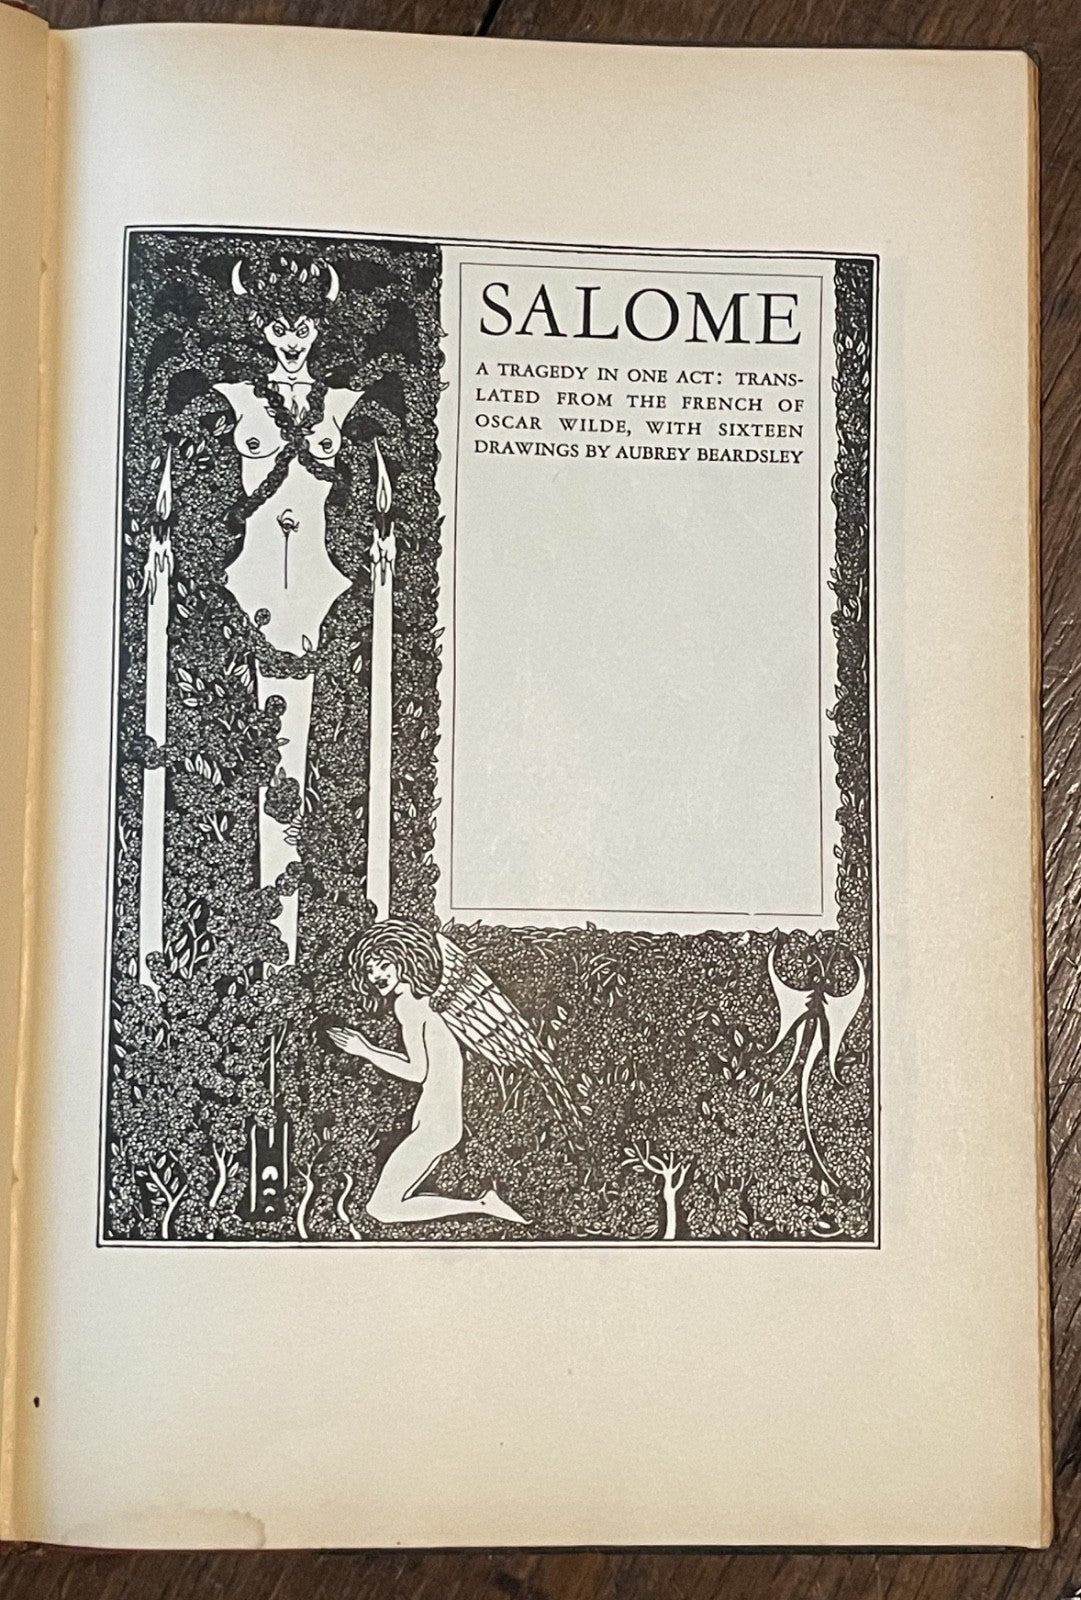 SALOME
A TRAGEDY IN ONE ACT: TRANS-
LATED FROM THE FRENCH OF
OSCAR WILDE, WITH SIXTEEN
DRAWINGS BY AUBREY BEARDSLEY